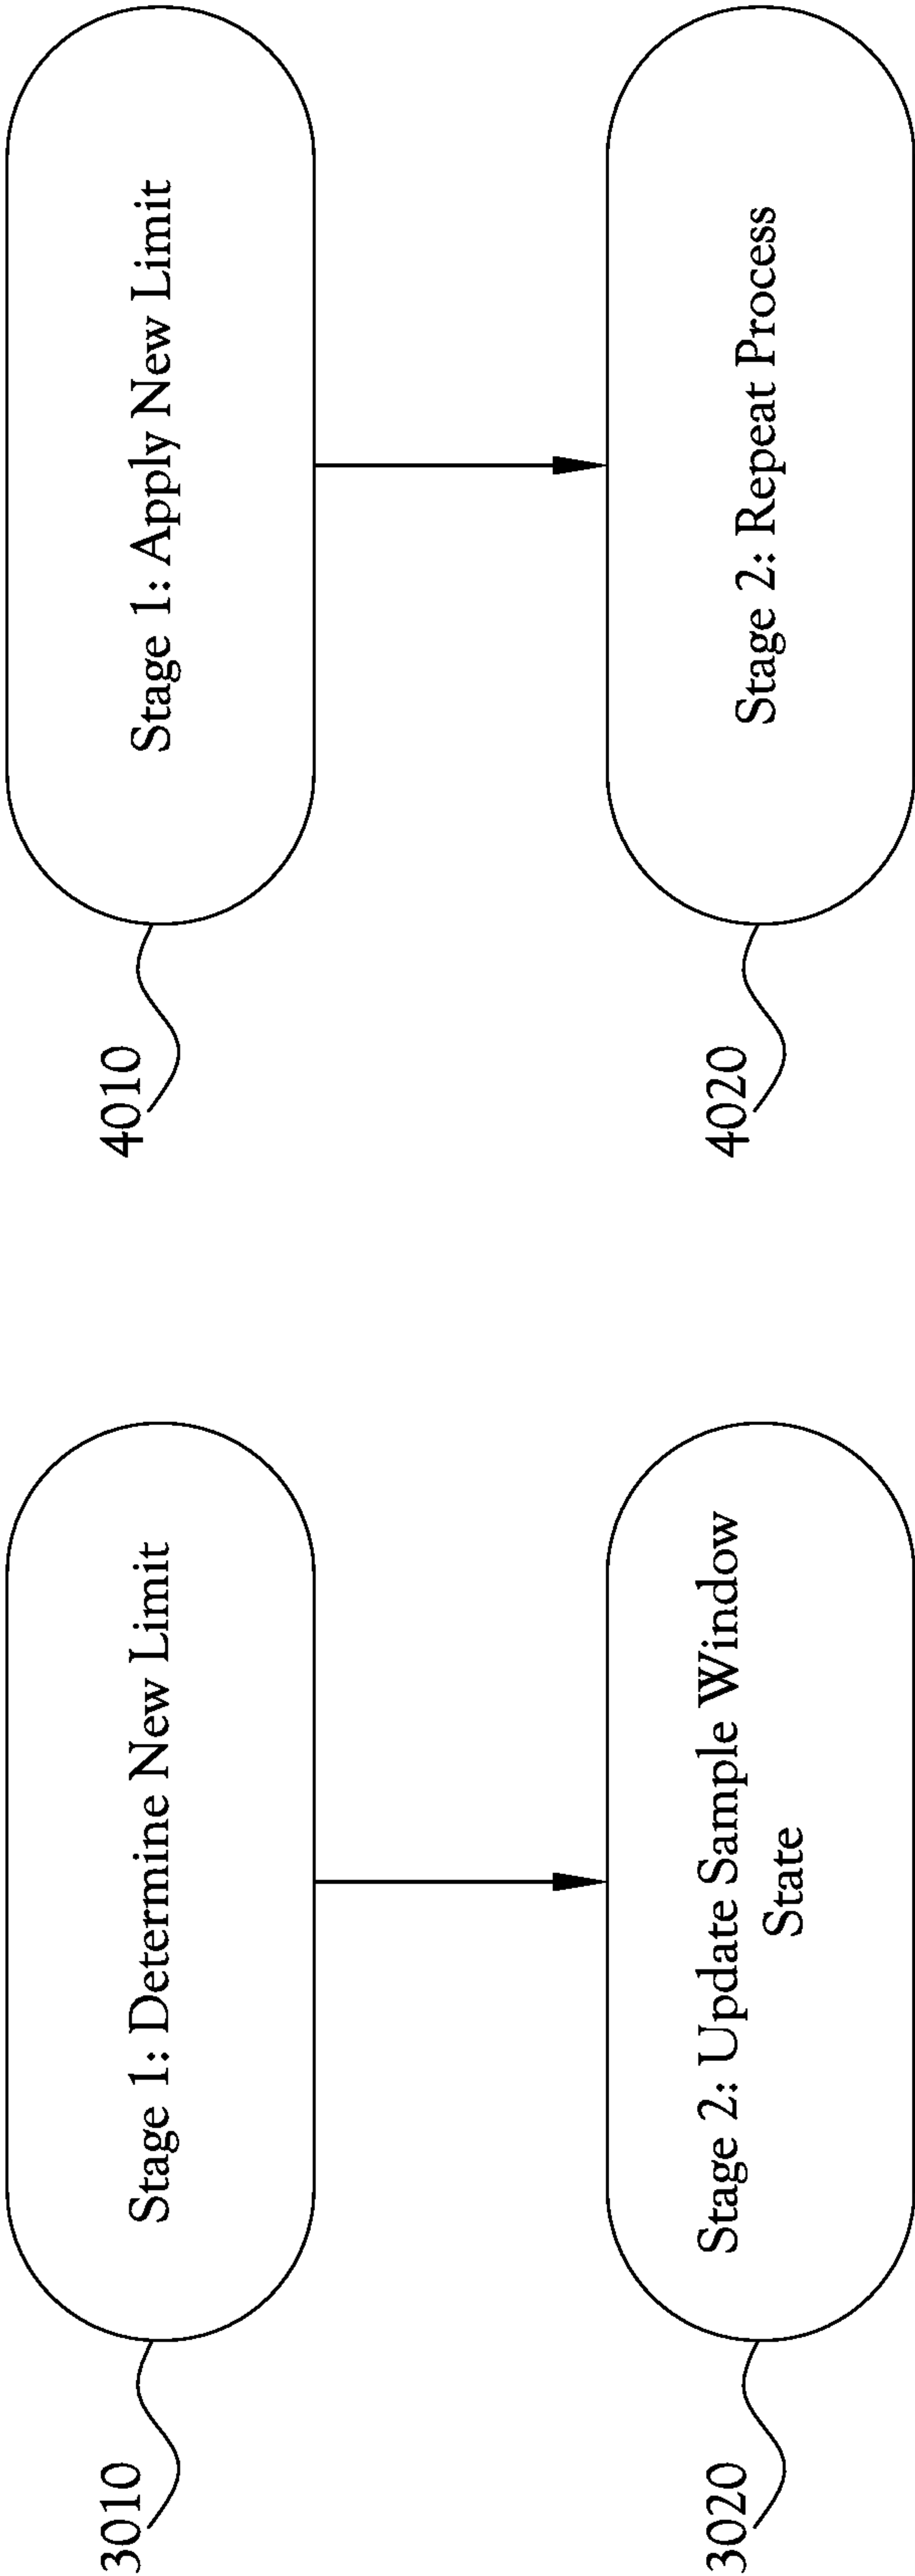 3010
Stage 1: Determine New Limit
3020
Stage 2: Update Sample Window
State
4010
Stage 1: Apply New Limit
4020
Stage 2: Repeat Process